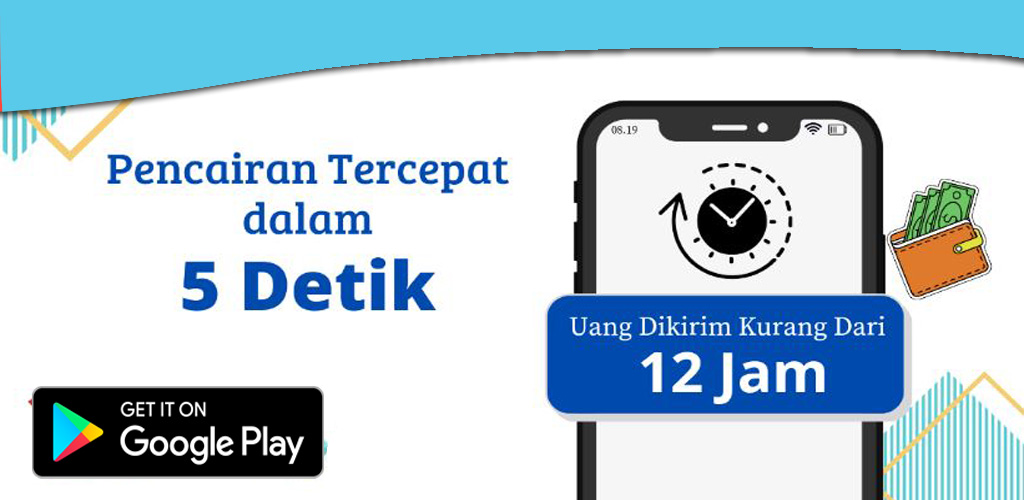 Pencairan Tercepat
dalam
5 Detik
08.19
Uang Dikirim Kurang Dari
12 Jam
GET IT ON
Google Play